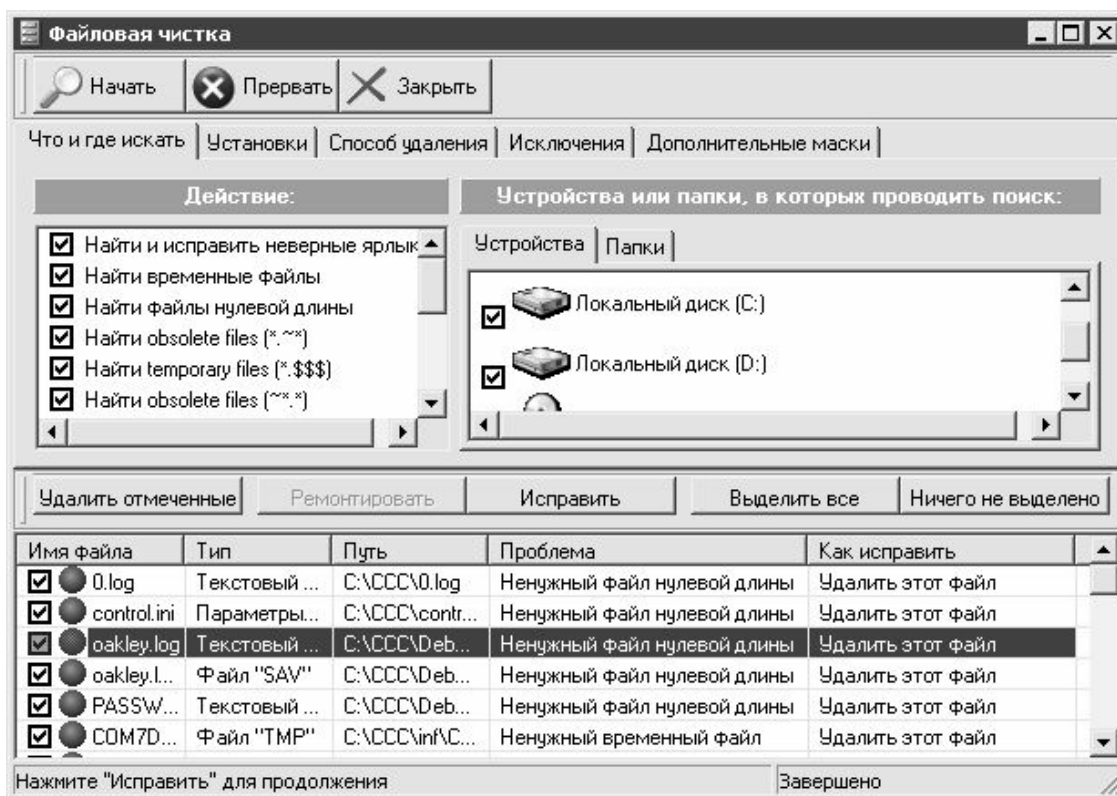 Файловая чистка
Начать Прервать Закрыть
Что и где искать Установки Способ удаления Исключения Дополнительные маски
Действие: Устройства или папки, в которых проводить поиск:
Найти и исправить неверные ярлык
Найти временные файлы
Найти файлы нулевой длины
Найти obsolete files (*.~*)
Найти temporary files (*.$$$)
Найти obsolete files (~*.*)
Устройства Папки
Локальный диск (C:)
Локальный диск (D:)
Удалить отмеченные Ремонтировать Исправить Выделить все Ничего не выделено
Имя файла Тип Путь Проблема Как исправить
0.log Текстовый ... C:\CCC\0.log Ненужный файл нулевой длины Удалить этот файл
control.ini Параметры... C:\CCC\contr... Ненужный файл нулевой длины Удалить этот файл
oakley.log Текстовый ... C:\CCC\Deb... Ненужный файл нулевой длины Удалить этот файл
oakley.l... Файл "SAV" C:\CCC\Deb... Ненужный файл нулевой длины Удалить этот файл
PASSW... Текстовый ... C:\CCC\Deb... Ненужный файл нулевой длины Удалить этот файл
COM7D... Файл "TMP" C:\CCC\inf\C... Ненужный временный файл Удалить этот файл
Нажмите "Исправить" для продолжения Завершено